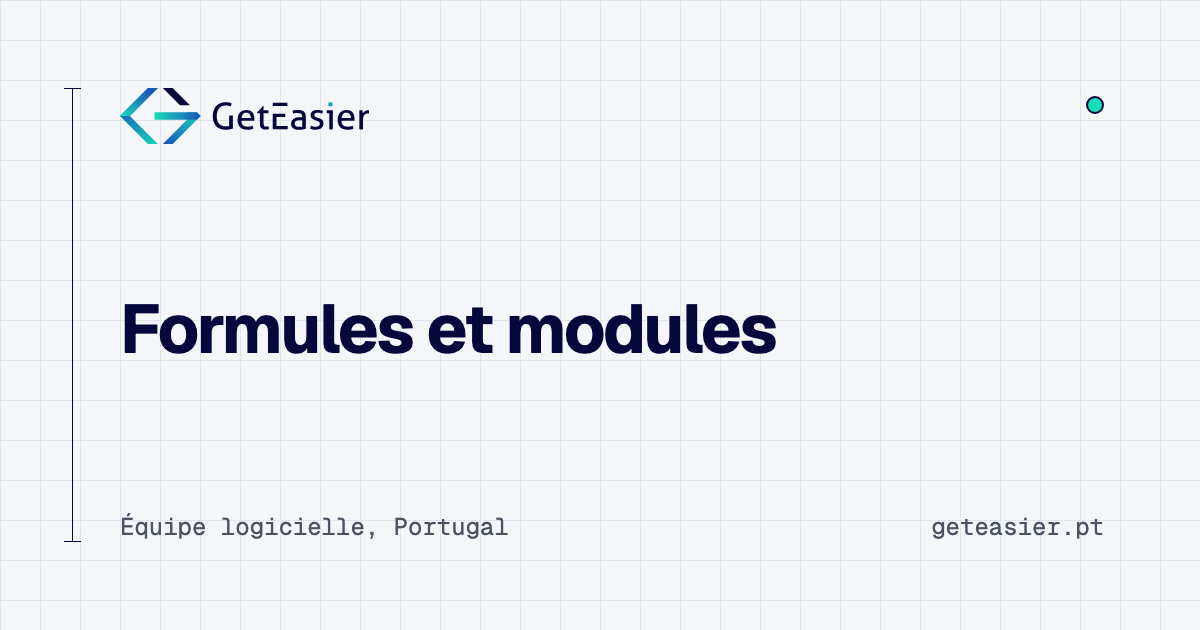 GetEasier
Formules et modules
Équipe logicielle, Portugal
geteasier.pt